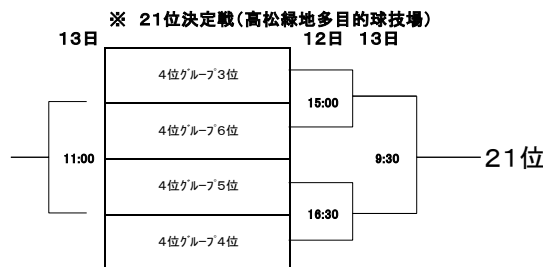 ※ 21位決定戦(高松緑地多目的球技場)
13日 12日 13日
4位グループ3位
15:00
4位グループ6位
11:00 9:30 21位
4位グループ5位
16:30
4位グループ4位